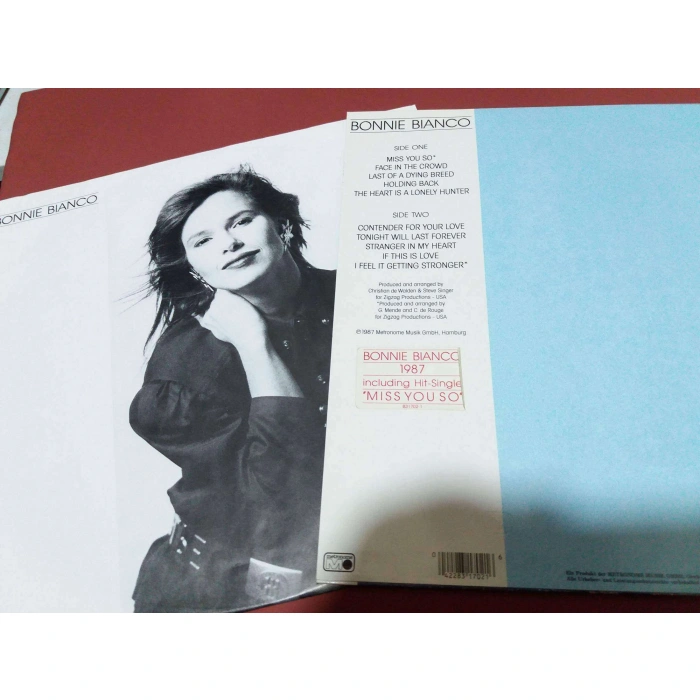 BONNIE BIANCO
BONNIE BIANCO
SIDE ONE
MISS YOU SO*
FACE IN THE CROWD
LAST OF A DYING BREED
HOLDING BACK
THE HEART IS A LONELY HUNTER
SIDE TWO
CONTENDER FOR YOUR LOVE
TONIGHT WILL LAST FOREVER
STRANGER IN MY HEART
IF THIS IS LOVE
I FEEL IT GETTING STRONGER*
Produced and arranged by
Christian de Walden & Steve Singer
for Zigzag Productions - USA
*Produced and arranged by
G. Mende and C. de Rouge
for Zigzag Productions - USA
℗ 1987 Metronome Musik GmbH, Hamburg
BONNIE BIANCO
1987
including Hit-Single
"MISS YOU SO"
metronome